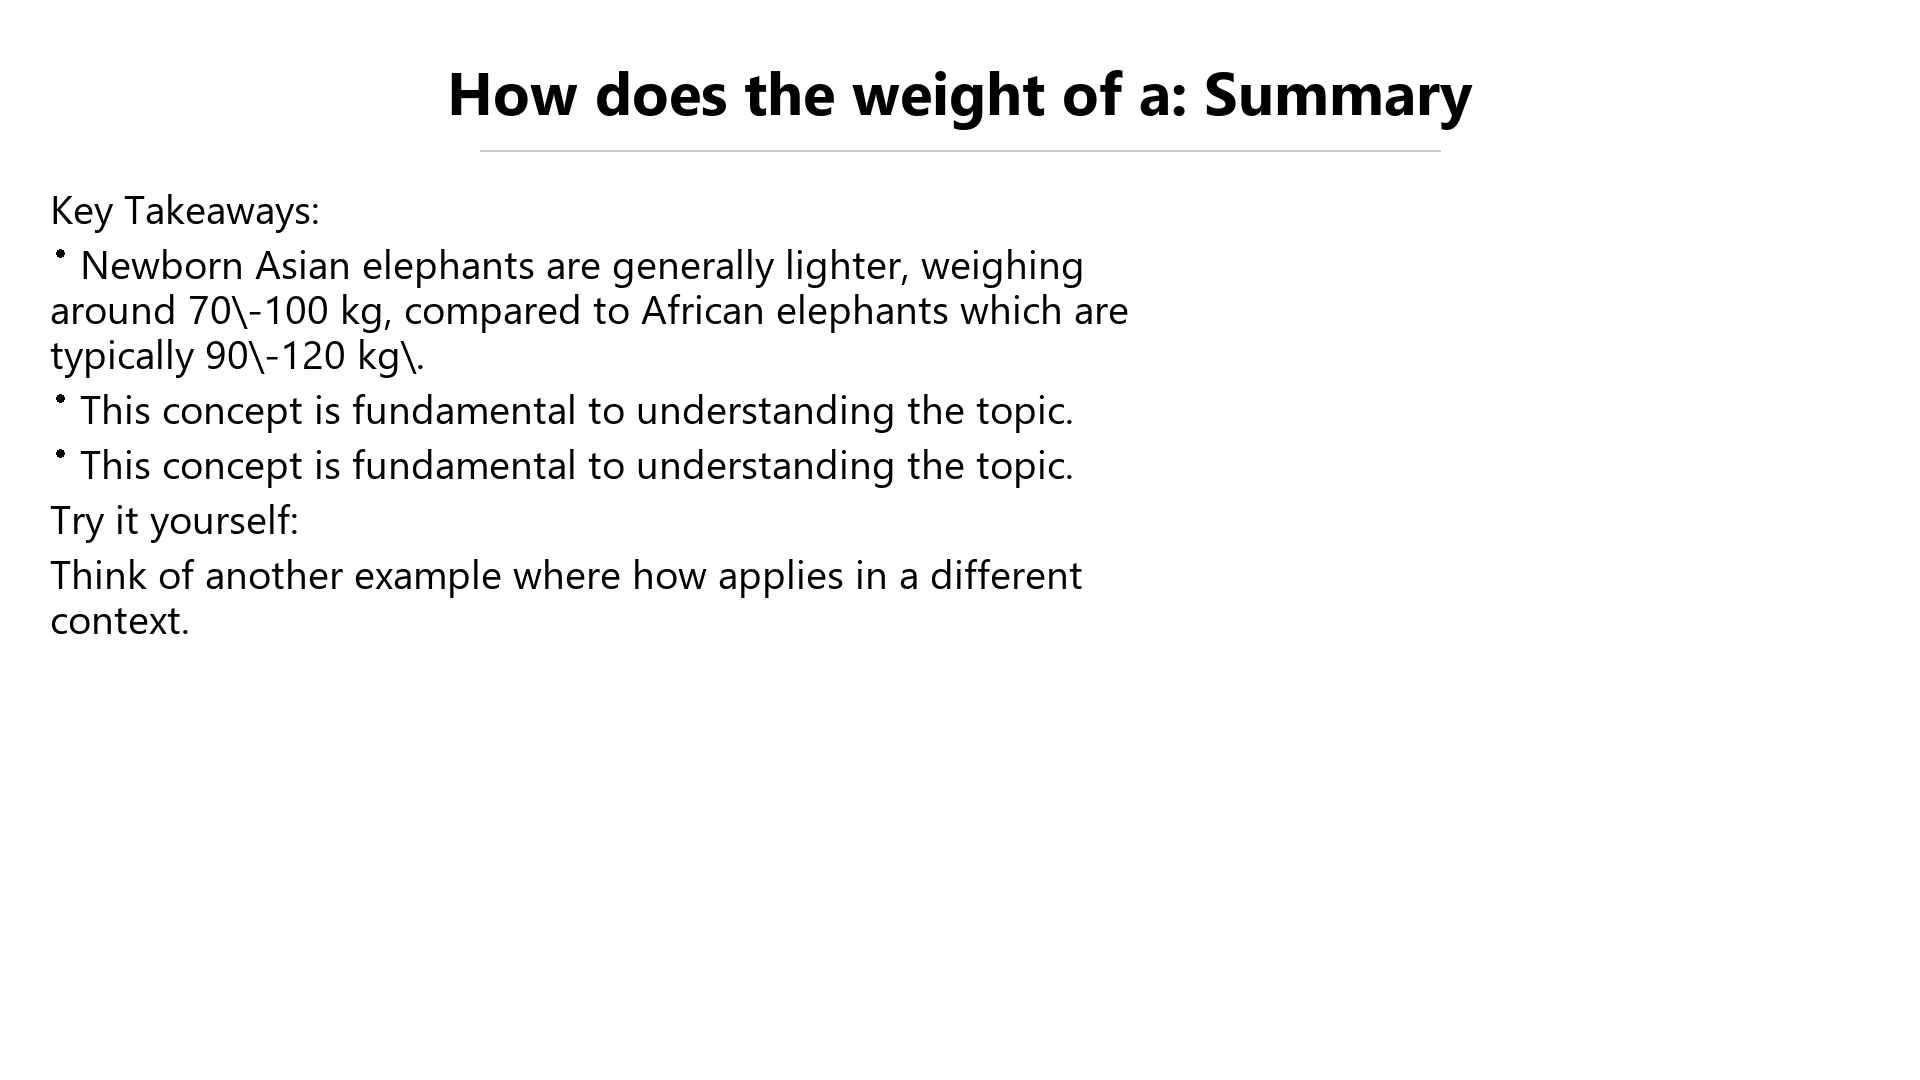 How does the weight of a: Summary
Key Takeaways:
• Newborn Asian elephants are generally lighter, weighing
around 70\-100 kg, compared to African elephants which are
typically 90\-120 kg\.
• This concept is fundamental to understanding the topic.
• This concept is fundamental to understanding the topic.
Try it yourself:
Think of another example where how applies in a different
context.